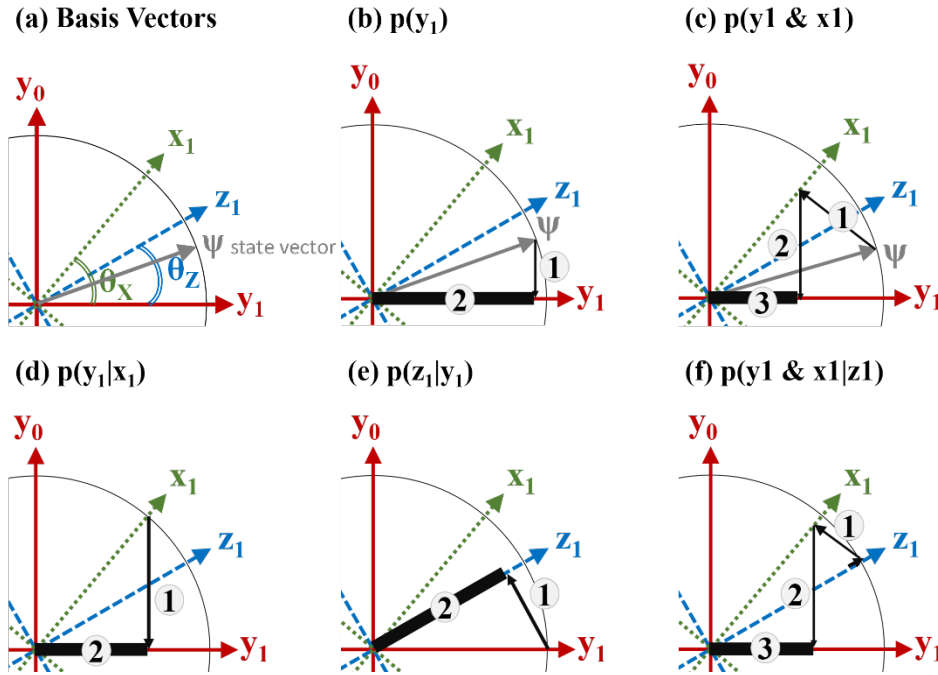 (a) Basis Vectors
(b) p(y₁)
(c) p(y1 & x1)
y₀
x₁
z₁
ψ state vector
θₓ
θ_Z
y₁
y₀
x₁
z₁
ψ
1
2
y₁
y₀
x₁
z₁
1
2
ψ
3
y₁
(d) p(y₁|x₁)
(e) p(z₁|y₁)
(f) p(y1 & x1|z1)
y₀
x₁
z₁
1
2
y₁
y₀
x₁
z₁
2
1
y₁
y₀
x₁
1
z₁
2
3
y₁